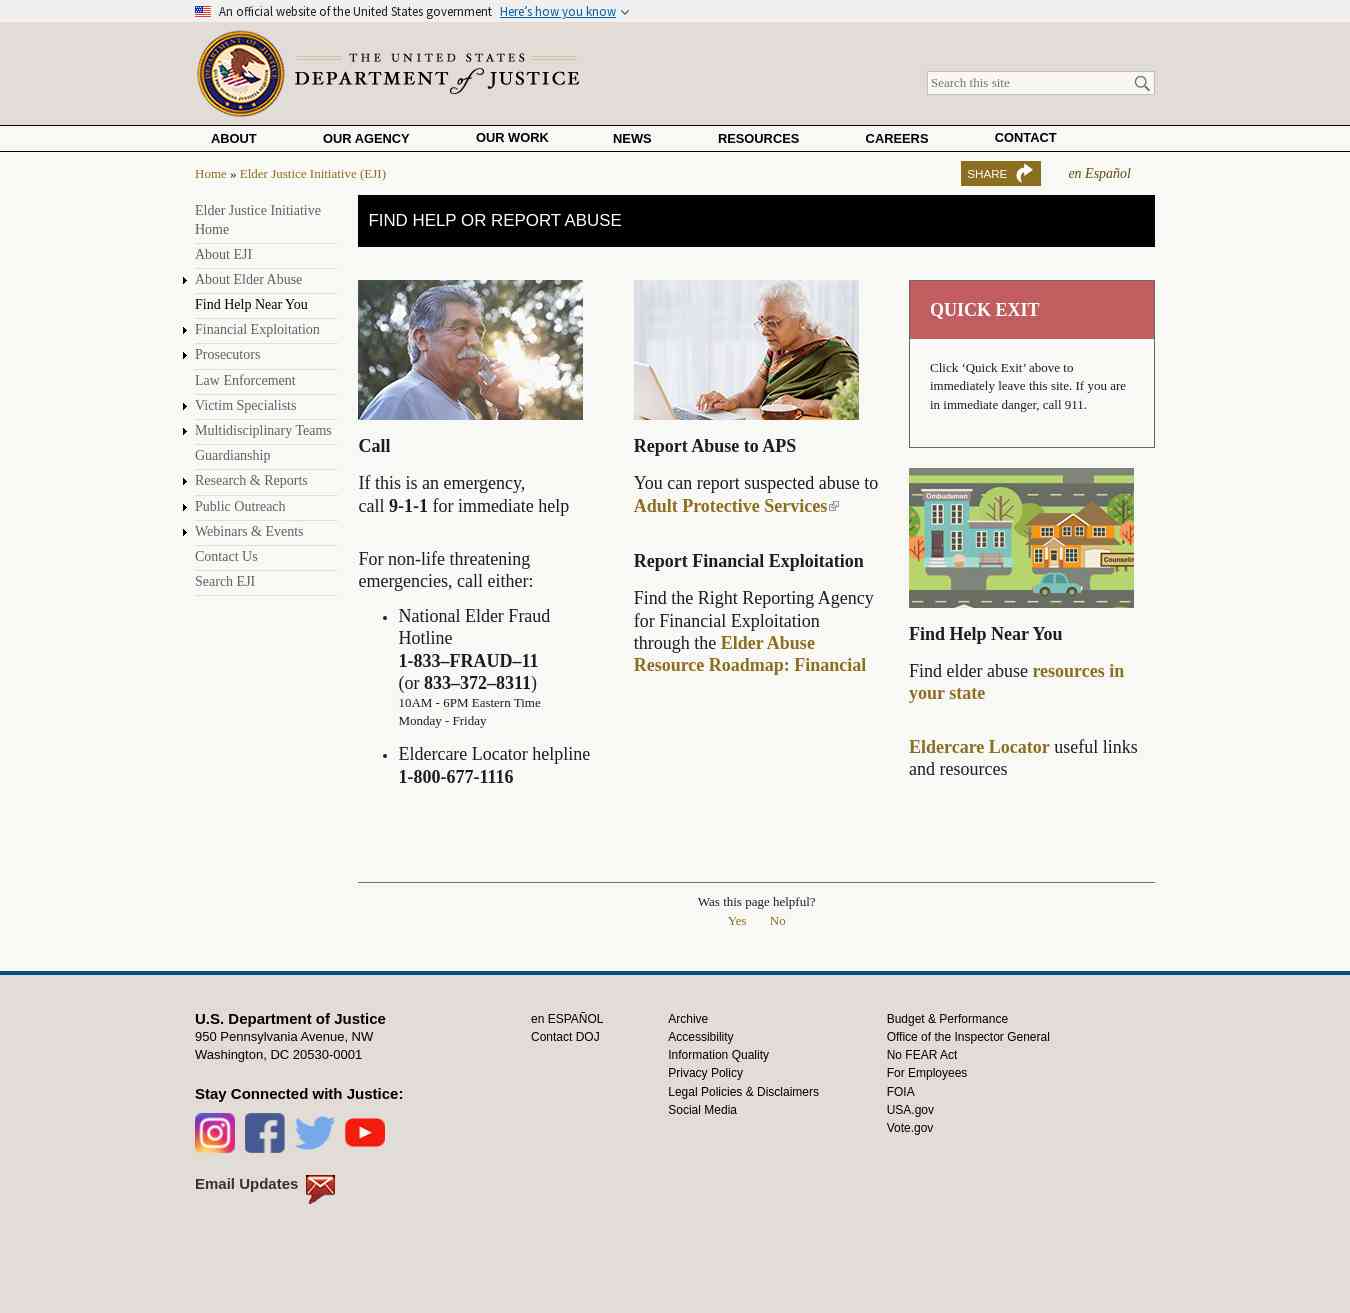 An official website of the United States government Here's how you know
THE UNITED STATES
DEPARTMENT of JUSTICE
Search this site
ABOUT OUR AGENCY OUR WORK NEWS RESOURCES CAREERS CONTACT
Home » Elder Justice Initiative (EJI)
SHARE
en Español
Elder Justice Initiative
Home
About EJI
About Elder Abuse
Find Help Near You
Financial Exploitation
Prosecutors
Law Enforcement
Victim Specialists
Multidisciplinary Teams
Guardianship
Research & Reports
Public Outreach
Webinars & Events
Contact Us
Search EJI
FIND HELP OR REPORT ABUSE
Call
If this is an emergency,
call 9-1-1 for immediate help
For non-life threatening
emergencies, call either:
• National Elder Fraud
Hotline
1-833–FRAUD–11
(or 833–372–8311)
10AM - 6PM Eastern Time
Monday - Friday
• Eldercare Locator helpline
1-800-677-1116
Report Abuse to APS
You can report suspected abuse to
Adult Protective Services
Report Financial Exploitation
Find the Right Reporting Agency
for Financial Exploitation
through the Elder Abuse
Resource Roadmap: Financial
QUICK EXIT
Click ‘Quick Exit’ above to
immediately leave this site. If you are
in immediate danger, call 911.
Ombudsman
Counselin
Find Help Near You
Find elder abuse resources in
your state
Eldercare Locator useful links
and resources
Was this page helpful?
Yes No
U.S. Department of Justice
950 Pennsylvania Avenue, NW
Washington, DC 20530-0001
Stay Connected with Justice:
Email Updates
en ESPAÑOL
Contact DOJ
Archive
Accessibility
Information Quality
Privacy Policy
Legal Policies & Disclaimers
Social Media
Budget & Performance
Office of the Inspector General
No FEAR Act
For Employees
FOIA
USA.gov
Vote.gov